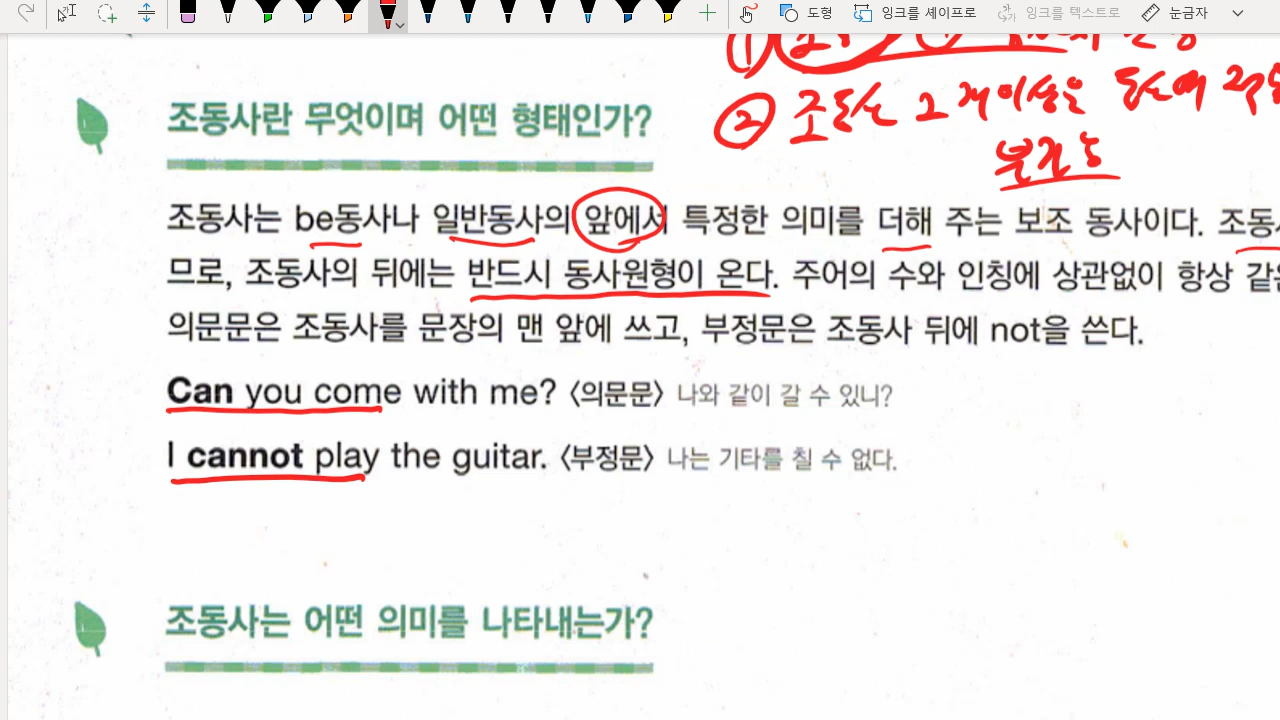 도형 잉크를 셰이프로 잉크를 텍스트로 눈금자
② 조동사 2개 이상은 동시에
불가능
조동사란 무엇이며 어떤 형태인가?
조동사는 be동사나 일반동사의 앞에서 특정한 의미를 더해 주는 보조 동사이다.
므로, 조동사의 뒤에는 반드시 동사원형이 온다. 주어의 수와 인칭에 상관없이 항상
의문문은 조동사를 문장의 맨 앞에 쓰고, 부정문은 조동사 뒤에 not을 쓴다.
Can you come with me? 〈의문문〉 나와 같이 갈 수 있니?
I cannot play the guitar. 〈부정문〉 나는 기타를 칠 수 없다.
조동사는 어떤 의미를 나타내는가?